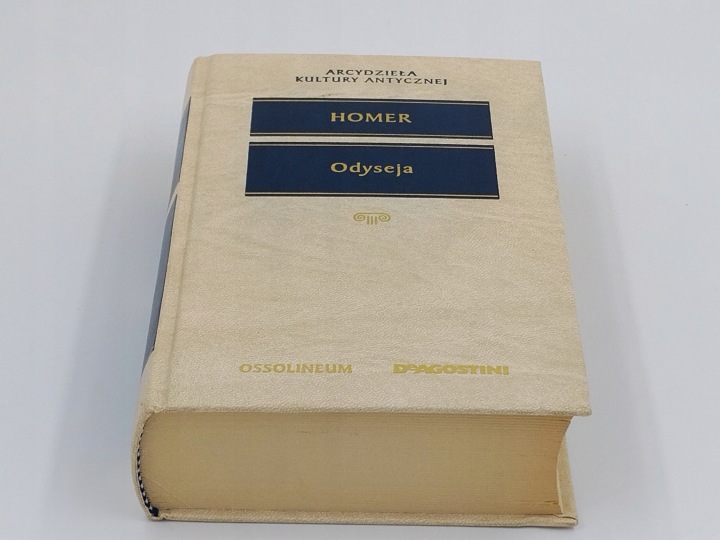 ARCYDZIEŁA
KULTURY ANTYCZNEJ
HOMER
Odyseja
OSSOLINEUM DeAGOSTINI